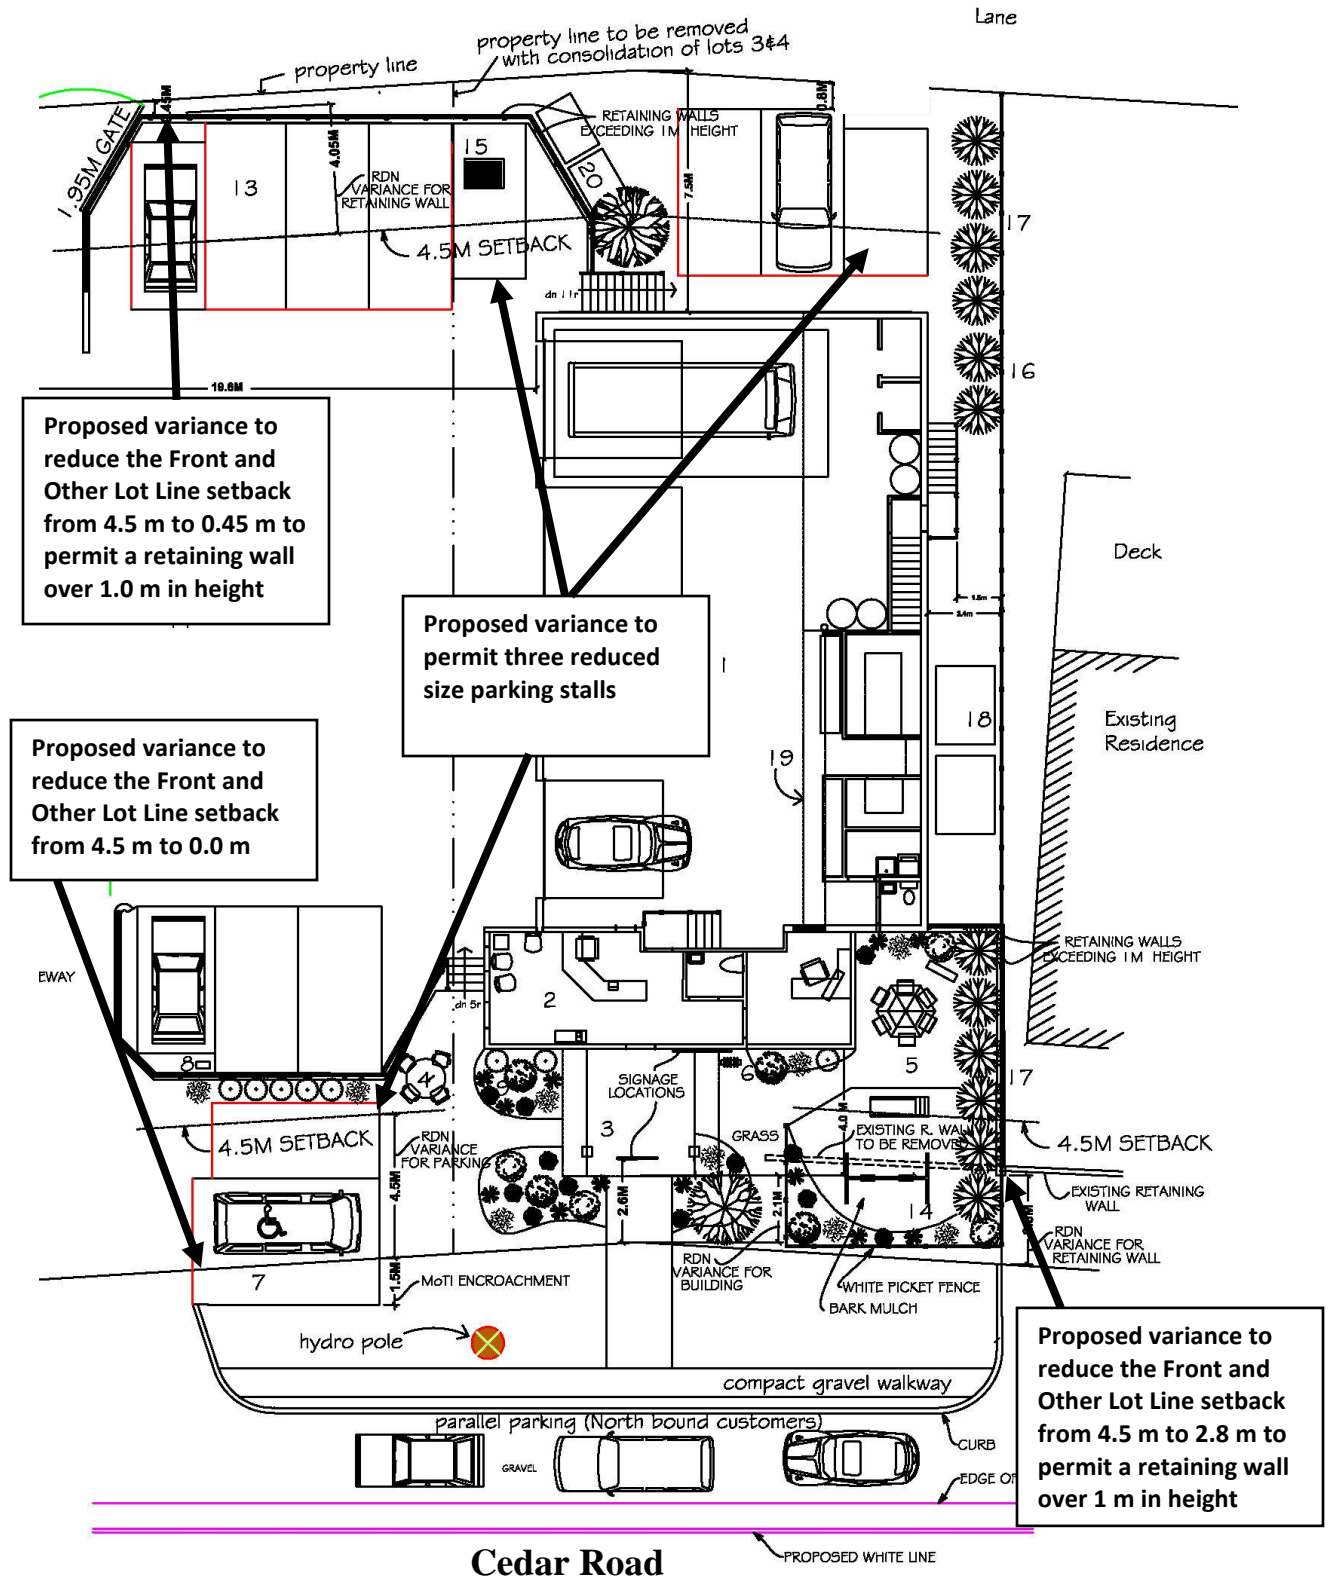 Lane
property line to be removed
with consolidation of lots 3&4
property line
0.45M
0.8M
1.95M GATE
RETAINING WALLS
EXCEEDING 1M HEIGHT
4.05M
15
13
20
RDN
VARIANCE FOR
RETAINING WALL
7.5M
17
4.5M SETBACK
dn 11r
16
19.6M
Proposed variance to
reduce the Front and
Other Lot Line setback
from 4.5 m to 0.45 m to
permit a retaining wall
over 1.0 m in height
Deck
1.5m
2.4m
Proposed variance to
permit three reduced
size parking stalls
1
18
Existing
Residence
19
Proposed variance to
reduce the Front and
Other Lot Line setback
from 4.5 m to 0.0 m
EWAY
RETAINING WALLS
EXCEEDING 1M HEIGHT
dn 5r
2
8
4
6
5
17
SIGNAGE
LOCATIONS
3
4.5M SETBACK
RDN
VARIANCE
FOR PARKING
GRASS
4.0 M
EXISTING R. WAL
TO BE REMOVED
4.5M SETBACK
4.5M
2.6M
2.1M
14
EXISTING RETAINING
WALL
RDN
VARIANCE FOR
RETAINING WALL
7
1.5M
MoTI ENCROACHMENT
RDN
VARIANCE FOR
BUILDING
WHITE PICKET FENCE
BARK MULCH
hydro pole
Proposed variance to
reduce the Front and
Other Lot Line setback
from 4.5 m to 2.8 m to
permit a retaining wall
over 1 m in height
compact gravel walkway
parallel parking (North bound customers)
CURB
GRAVEL
EDGE OF
Cedar Road
PROPOSED WHITE LINE